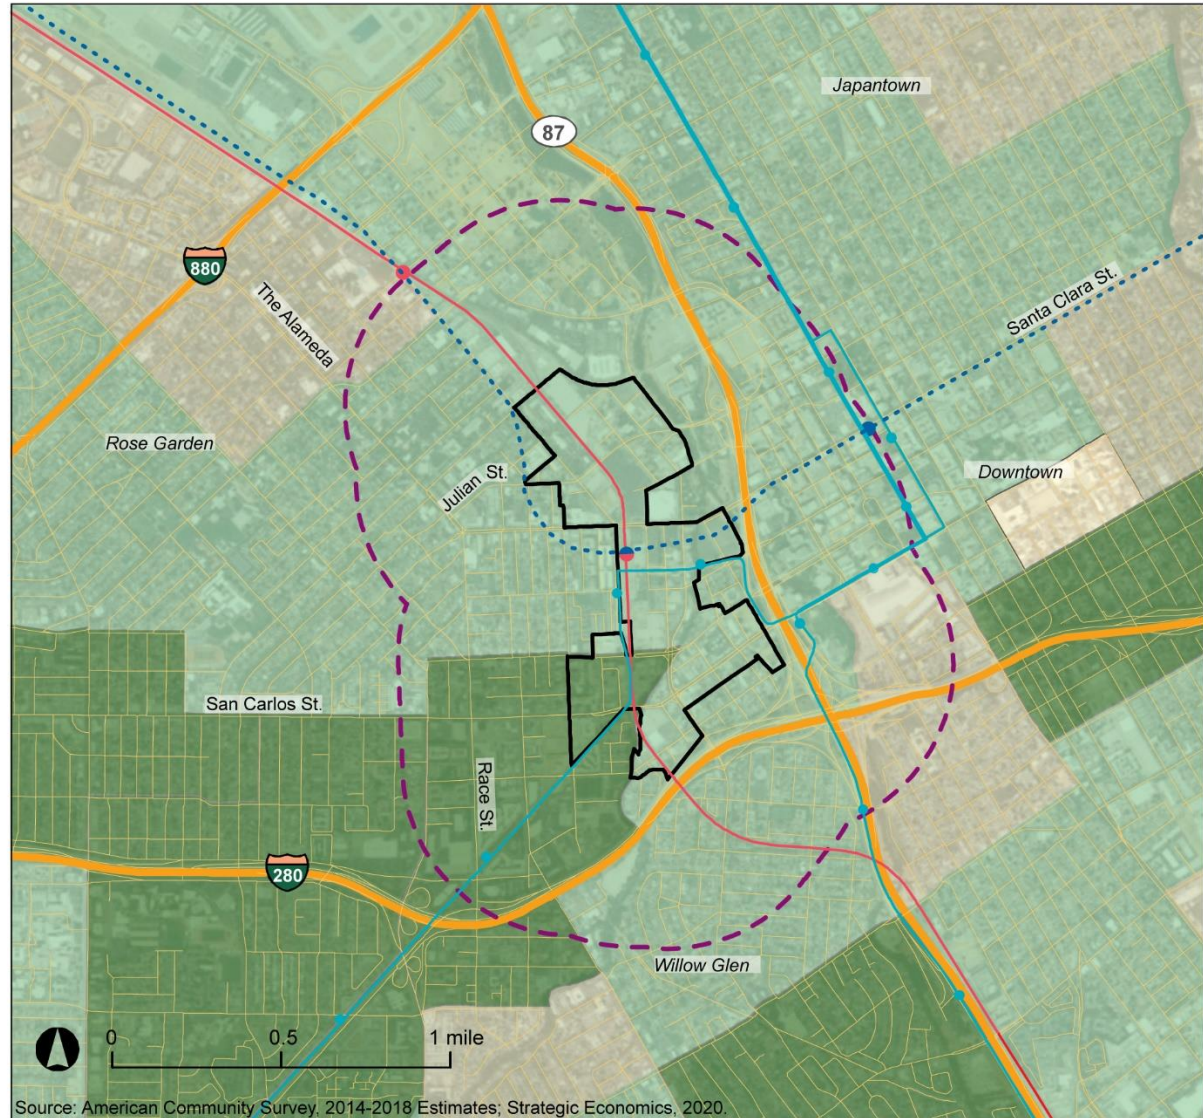 Japantown
87
880
The Alameda
Santa Clara St.
Rose Garden
Julian St.
Downtown
San Carlos St.
Race St.
280
Willow Glen
0 0.5 1 mile
Source: American Community Survey, 2014-2018 Estimates; Strategic Economics, 2020.